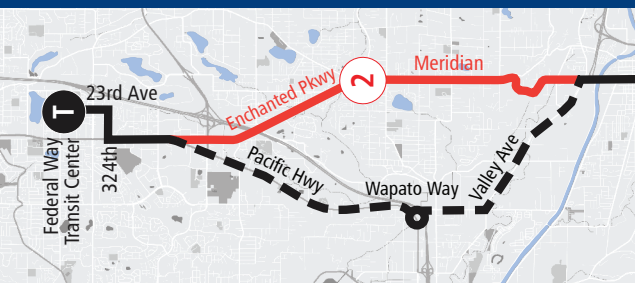 T
23rd Ave
Federal Way
Transit Center
324th
Enchanted Pkwy
2
Meridian
Pacific Hwy
Wapato Way
Valley Ave